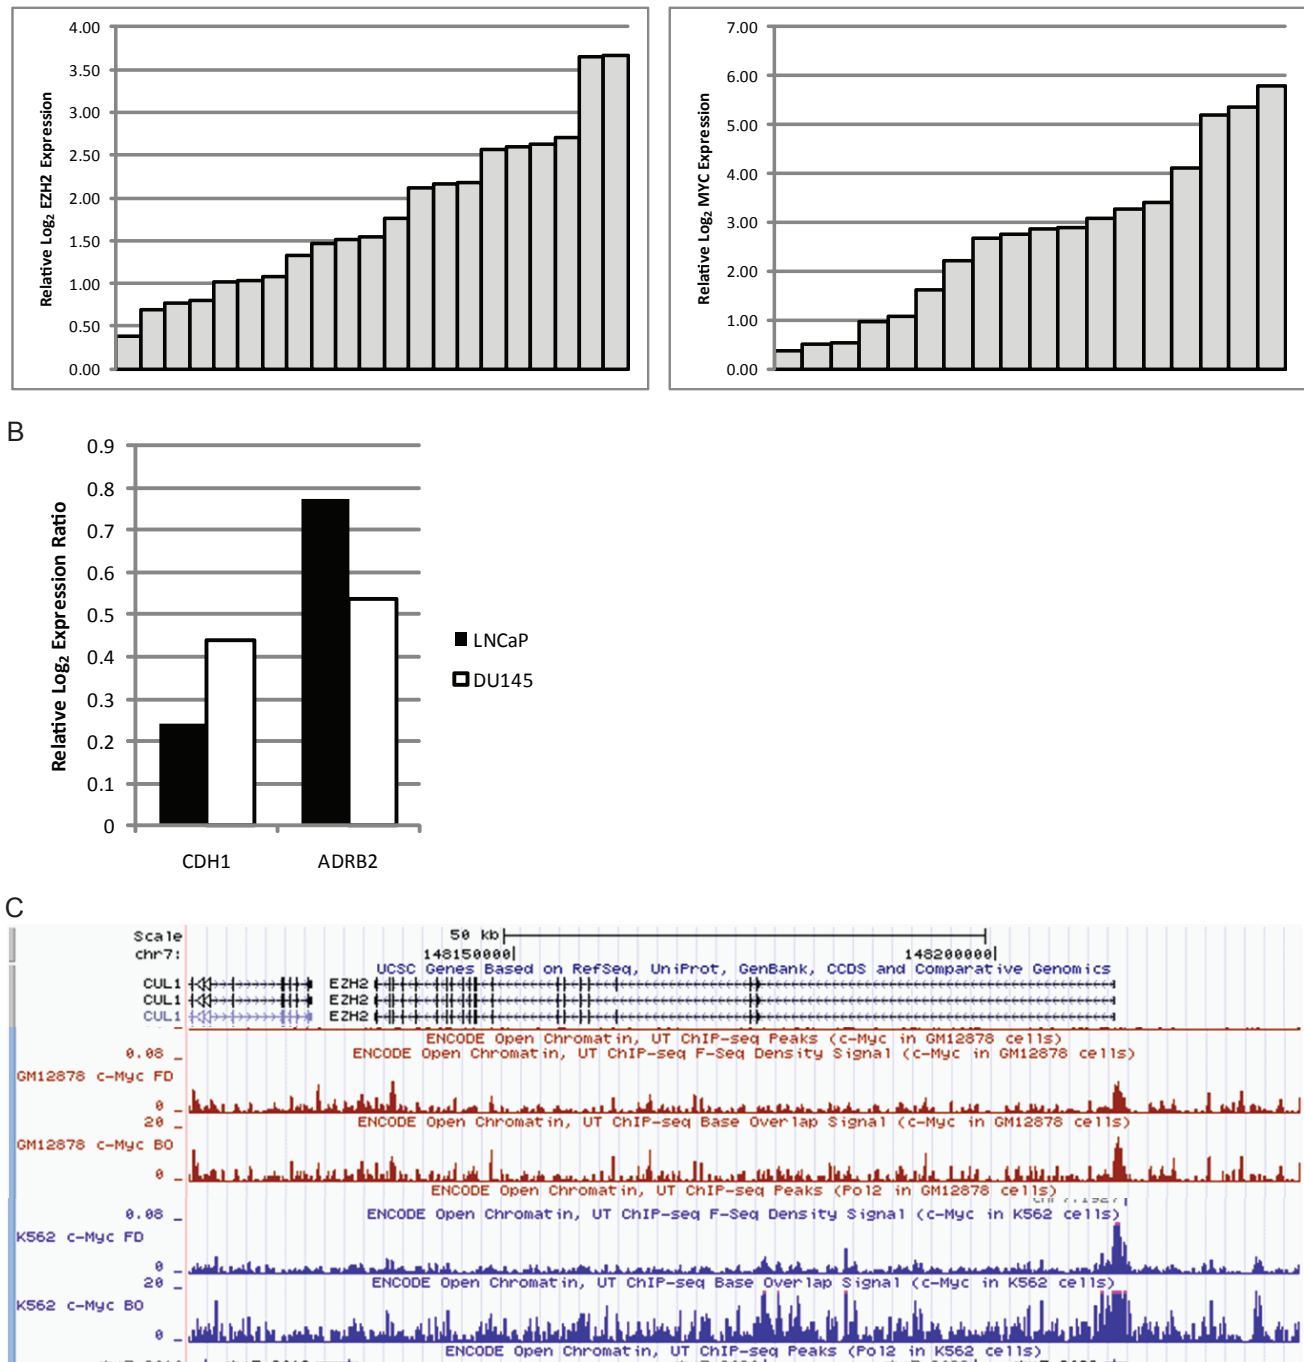 4.00
3.50
3.00
2.50
2.00
1.50
1.00
0.50
0.00
Relative Log₂ EZH2 Expression
7.00
6.00
5.00
4.00
3.00
2.00
1.00
0.00
Relative Log₂ MYC Expression
B
0.9
0.8
0.7
0.6
0.5
0.4
0.3
0.2
0.1
0
Relative Log₂ Expression Ratio
CDH1 ADRB2
LNCaP
DU145
C
Scale 50 kb
chr7: 148150000 148200000
UCSC Genes Based on RefSeq, UniProt, GenBank, CCDS and Comparative Genomics
CUL1 EZH2
CUL1 EZH2
CUL1 EZH2
ENCODE Open Chromatin, UT ChIP-seq Peaks (c-Myc in GM12878 cells)
0.08 _ ENCODE Open Chromatin, UT ChIP-seq F-Seq Density Signal (c-Myc in GM12878 cells)
GM12878 c-Myc FD
0 _
20 _ ENCODE Open Chromatin, UT ChIP-seq Base Overlap Signal (c-Myc in GM12878 cells)
GM12878 c-Myc BO
0 _
ENCODE Open Chromatin, UT ChIP-seq Peaks (Pol2 in GM12878 cells)
0.08 _ ENCODE Open Chromatin, UT ChIP-seq F-Seq Density Signal (c-Myc in K562 cells)
K562 c-Myc FD
0 _
20 _ ENCODE Open Chromatin, UT ChIP-seq Base Overlap Signal (c-Myc in K562 cells)
K562 c-Myc BO
0 _
ENCODE Open Chromatin, UT ChIP-seq Peaks (Pol2 in K562 cells)